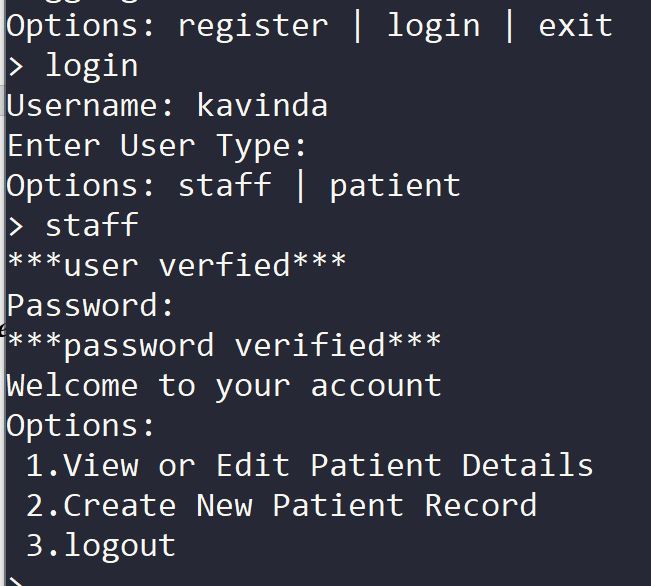 Options: register | login | exit
> login
Username: kavinda
Enter User Type:
Options: staff | patient
> staff
***user verfied***
Password:
***password verified***
Welcome to your account
Options:
1.View or Edit Patient Details
2.Create New Patient Record
3.logout
>